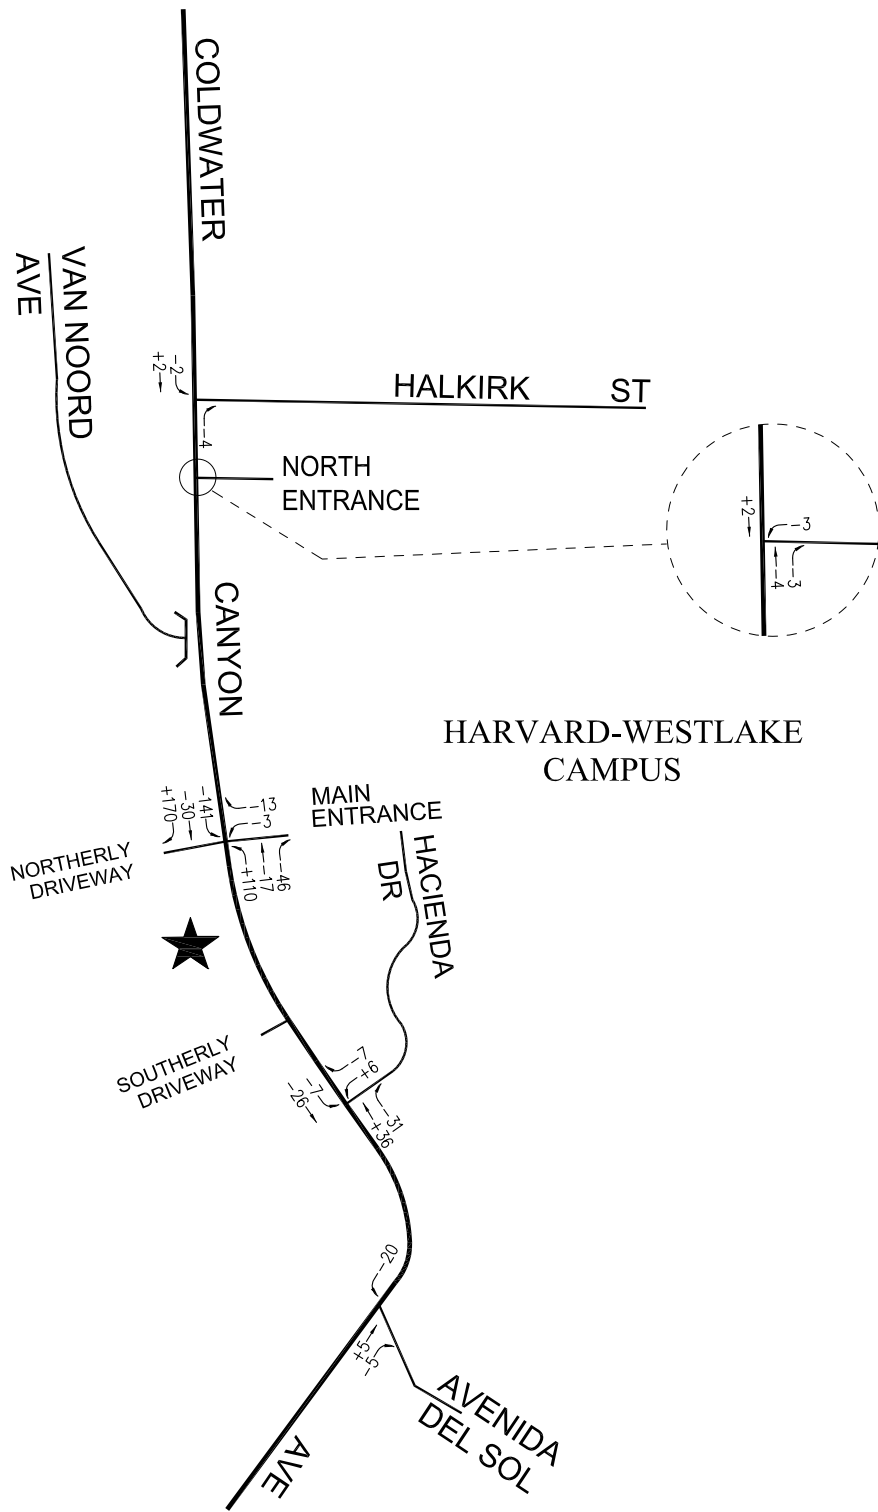 COLDWATER
VAN NOORD
AVE
-2
+2
HALKIRK ST
-4
NORTH
ENTRANCE
+2
-3
-3
-4
CANYON
HARVARD-WESTLAKE
CAMPUS
-13
-3
-141
-30
+170
MAIN
ENTRANCE
NORTHERLY
DRIVEWAY
-46
-17
+110
HACIENDA
DR
SOUTHERLY
DRIVEWAY
-7
+6
-7
-26
-31
+36
-20
+5
-5
AVENIDA
DEL SOL
AVE